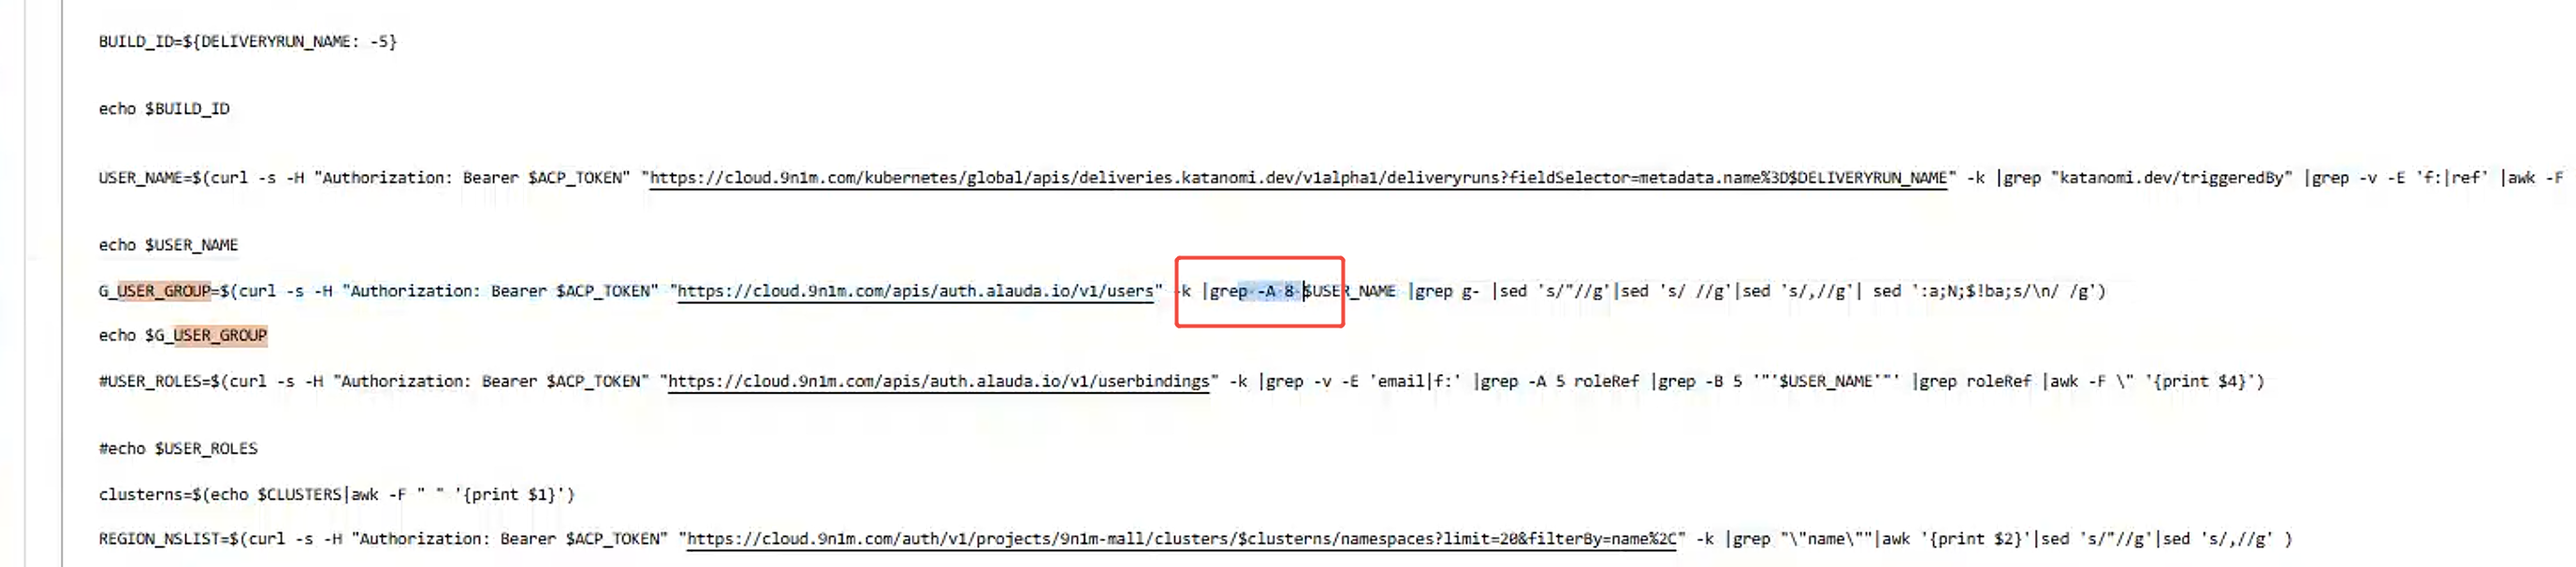 BUILD_ID=${DELIVERYRUN_NAME: -5}
echo $BUILD_ID
USER_NAME=$(curl -s -H "Authorization: Bearer $ACP_TOKEN" "https://cloud.9n1m.com/kubernetes/global/apis/deliveries.katanomi.dev/v1alpha1/deliveryruns?fieldSelector=metadata.name%3D$DELIVERYRUN_NAME" -k |grep "katanomi.dev/triggeredBy" |grep -v -E 'f:|ref' |awk -F
echo $USER_NAME
G_USER_GROUP=$(curl -s -H "Authorization: Bearer $ACP_TOKEN" "https://cloud.9n1m.com/apis/auth.alauda.io/v1/users" -k |grep -A 8 $USER_NAME |grep g- |sed 's/"//g'|sed 's/ //g'|sed 's/,//g'| sed ':a;N;$!ba;s/\n/ /g')
echo $G_USER_GROUP
#USER_ROLES=$(curl -s -H "Authorization: Bearer $ACP_TOKEN" "https://cloud.9n1m.com/apis/auth.alauda.io/v1/userbindings" -k |grep -v -E 'email|f:' |grep -A 5 roleRef |grep -B 5 '"'$USER_NAME'"' |grep roleRef |awk -F \" '{print $4}')
#echo $USER_ROLES
clusterns=$(echo $CLUSTERS|awk -F " " '{print $1}')
REGION_NSLIST=$(curl -s -H "Authorization: Bearer $ACP_TOKEN" "https://cloud.9n1m.com/auth/v1/projects/9n1m-mall/clusters/$clusterns/namespaces?limit=20&filterBy=name%2C" -k |grep "\"name\""|awk '{print $2}'|sed 's/"//g'|sed 's/,//g' )